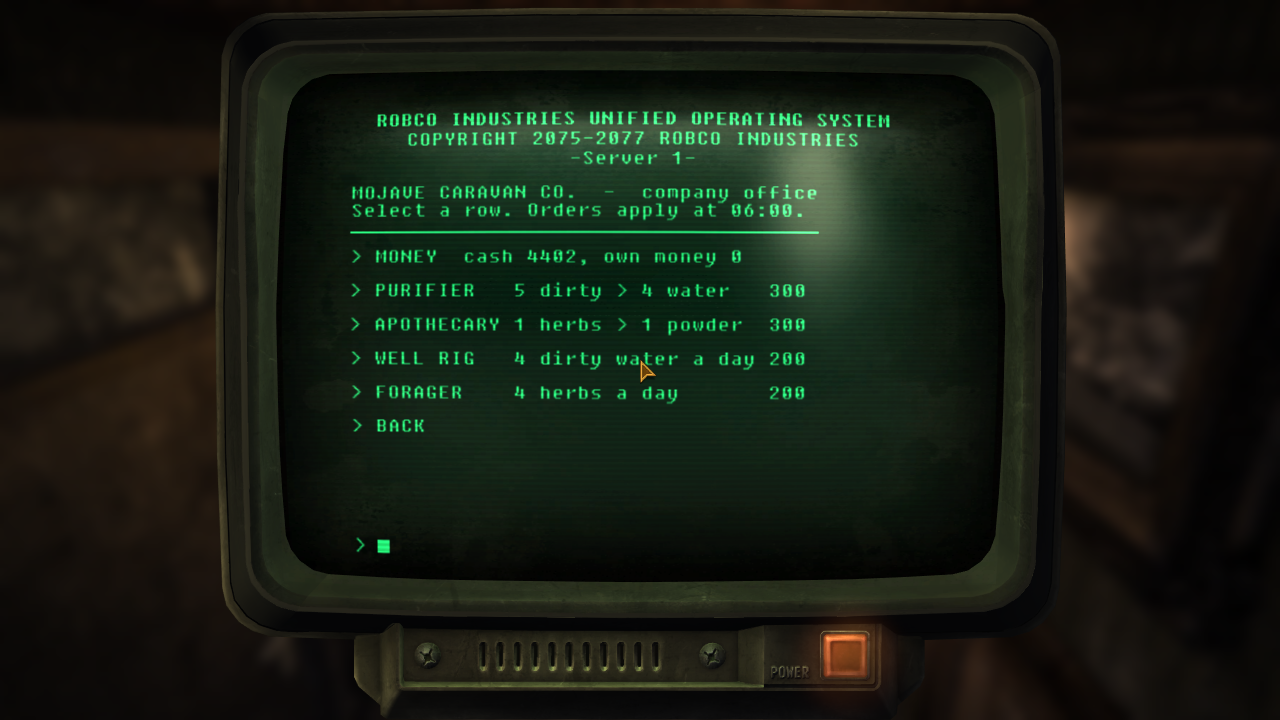 ROBCO INDUSTRIES UNIFIED OPERATING SYSTEM
COPYRIGHT 2075-2077 ROBCO INDUSTRIES
-Server 1-
MOJAVE CARAVAN CO.  -  company office
Select a row. Orders apply at 06:00.
> MONEY  cash 4402, own money 0
> PURIFIER   5 dirty > 4 water   300
> APOTHECARY 1 herbs > 1 powder  300
> WELL RIG   4 dirty water a day 200
> FORAGER    4 herbs a day       200
> BACK
>
POWER